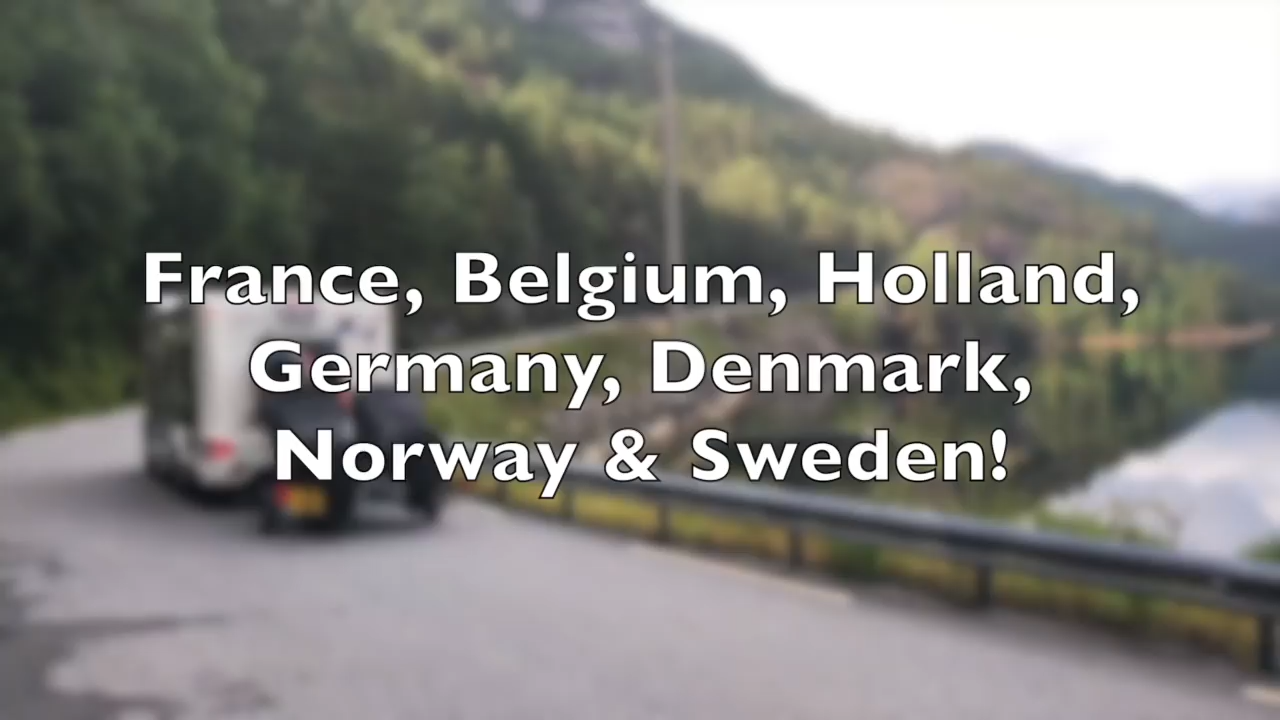 France, Belgium, Holland,
Germany, Denmark,
Norway & Sweden!